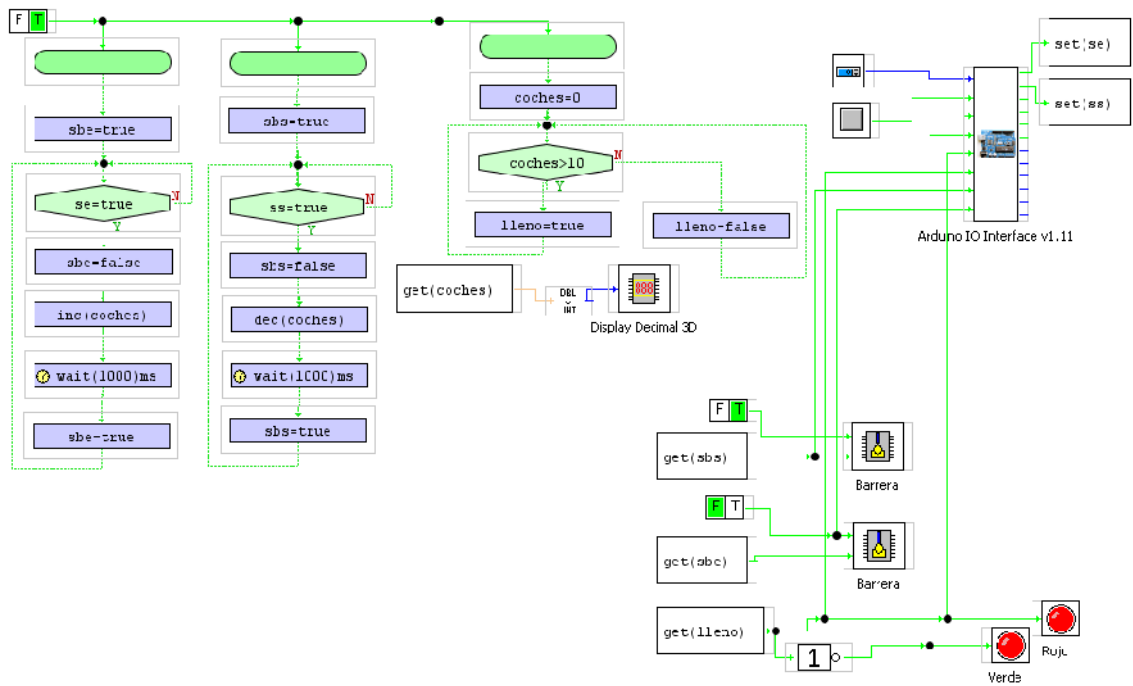 F T
sbe=true
se=true
N
Y
sbe=false
inc(coches)
wait(1000)ms
sbe=true
sbs=true
ss=true
N
Y
sbs=false
dec(coches)
wait(1000)ms
sbs=true
coches=0
coches>10
N
Y
lleno=true
lleno=false
get(coches)
DBL
INT
888
Display Decimal 3D
set(se)
set(ss)
Arduino IO Interface v1.11
F T
get(sbs)
Barrera
F T
get(sbe)
Barrera
get(lleno)
1
Rojo
Verde